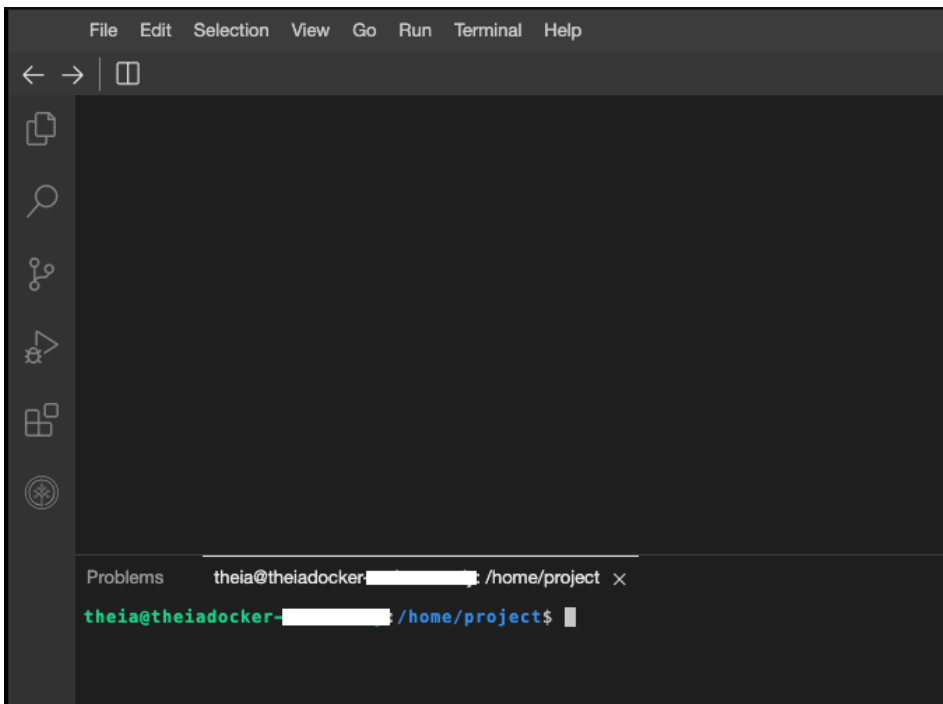 File Edit Selection View Go Run Terminal Help
Problems theia@theiadocker- : /home/project ×
theia@theiadocker- :/home/project$